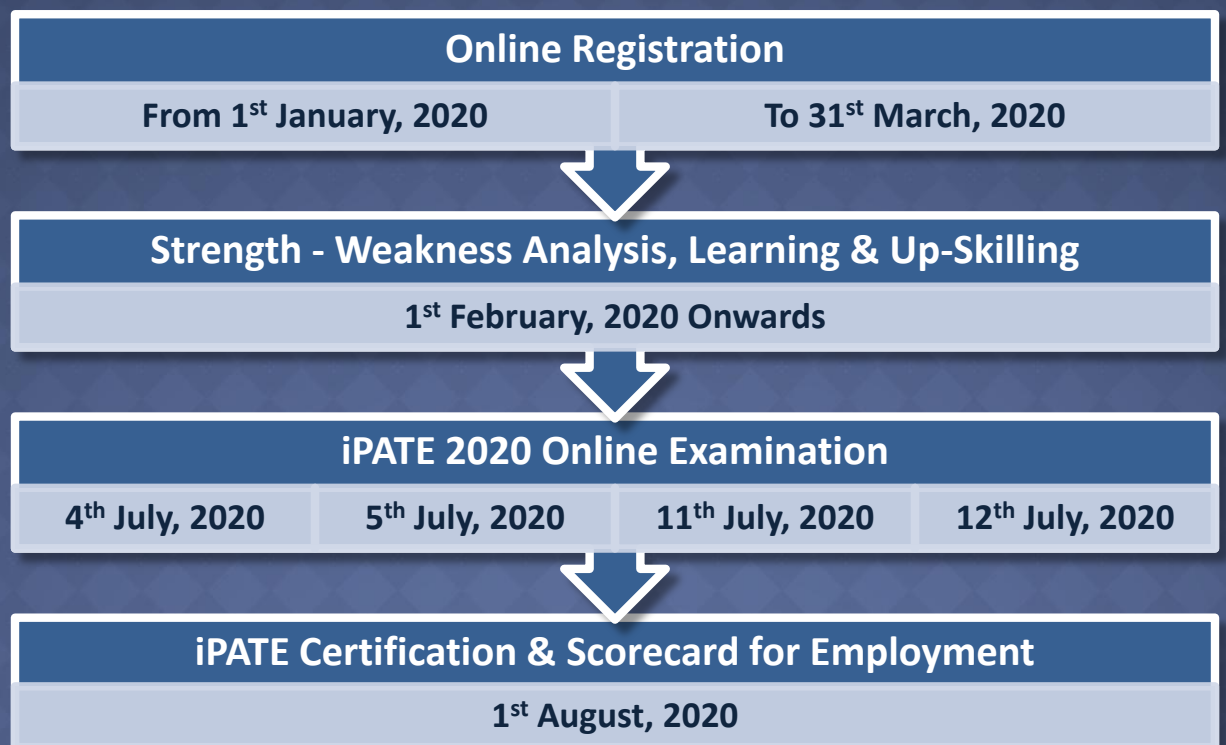 Online Registration
From 1st January, 2020 To 31st March, 2020
Strength - Weakness Analysis, Learning & Up-Skilling
1st February, 2020 Onwards
iPATE 2020 Online Examination
4th July, 2020 5th July, 2020 11th July, 2020 12th July, 2020
iPATE Certification & Scorecard for Employment
1st August, 2020